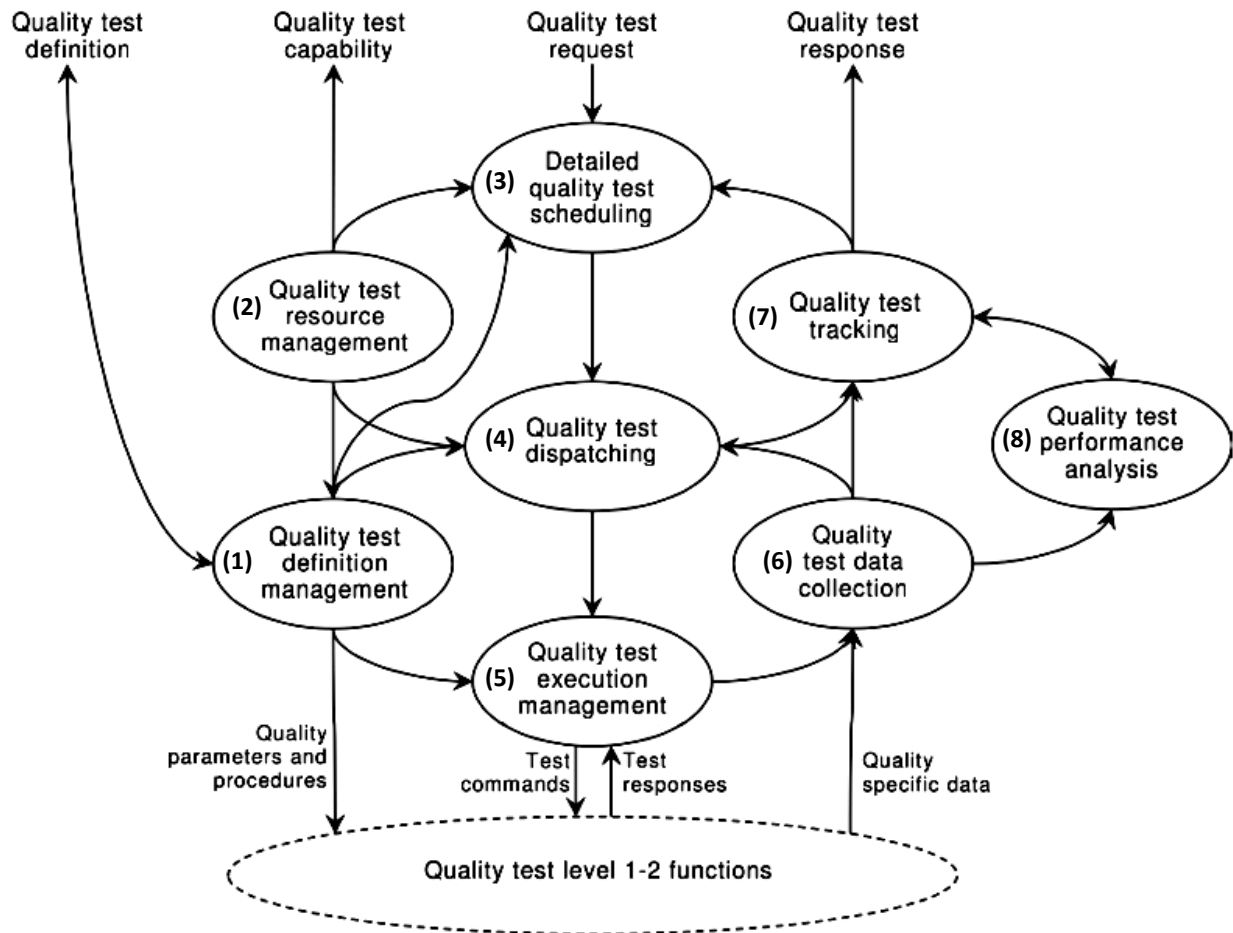 Quality test
definition
Quality test
capability
Quality test
request
Quality test
response
(3)
Detailed
quality test
scheduling
(2)
Quality test
resource
management
(7)
Quality test
tracking
(4)
Quality test
dispatching
(8)
Quality test
performance
analysis
(1)
Quality test
definition
management
(6)
Quality
test data
collection
(5)
Quality test
execution
management
Quality
parameters and
procedures
Test
commands
Test
responses
Quality
specific data
Quality test level 1-2 functions